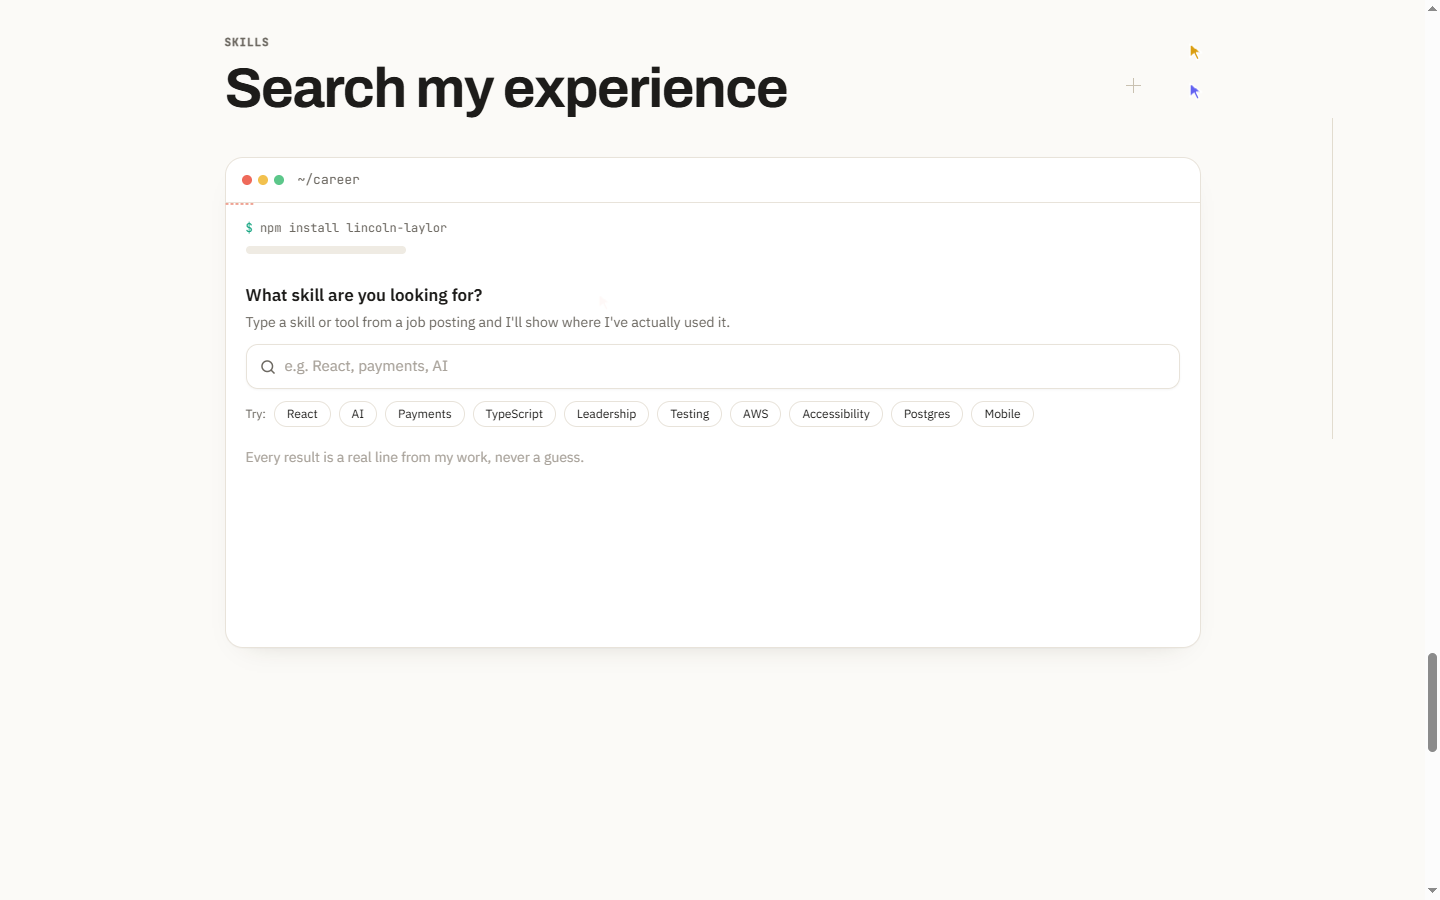 SKILLS
Search my experience
~/career
$ npm install lincoln-laylor
What skill are you looking for?
Type a skill or tool from a job posting and I'll show where I've actually used it.
e.g. React, payments, AI
Try: React AI Payments TypeScript Leadership Testing AWS Accessibility Postgres Mobile
Every result is a real line from my work, never a guess.